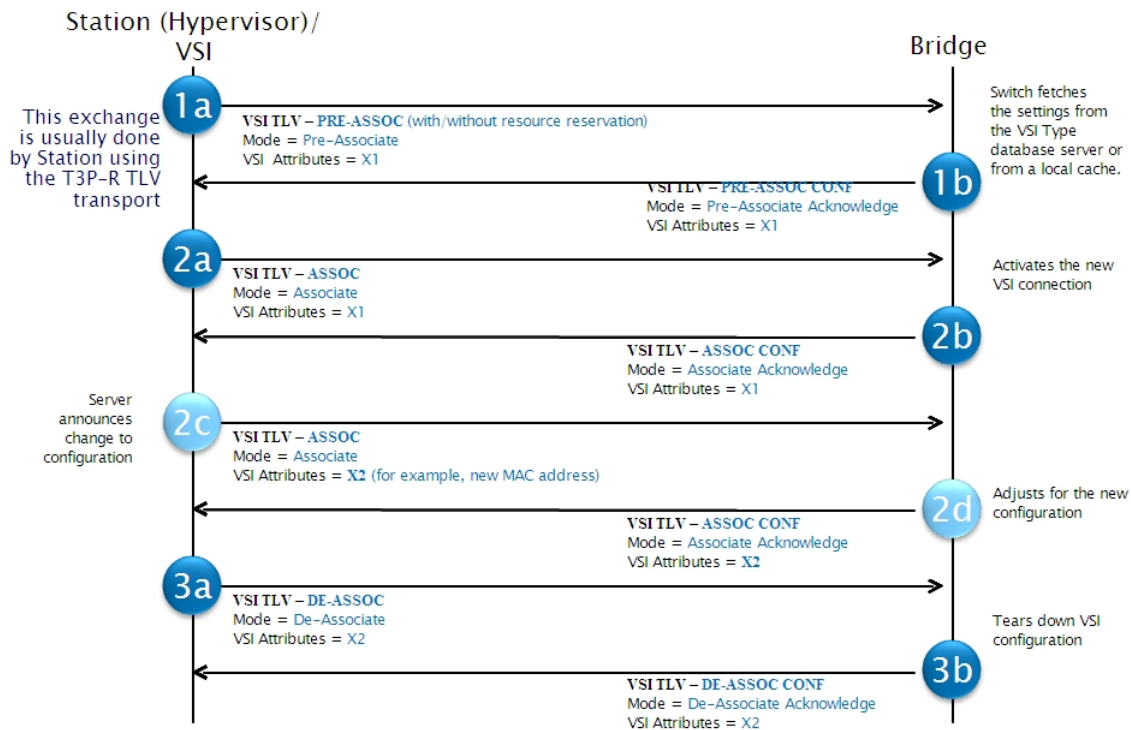 Station (Hypervisor)/
VSI
Bridge
1a
This exchange
is usually done
by Station using
the T3P-R TLV
transport
VSI TLV – PRE-ASSOC (with/without resource reservation)
Mode = Pre-Associate
VSI Attributes = X1
Switch fetches
the settings from
the VSI Type
database server or
from a local cache.
1b
VSI TLV – PRE-ASSOC CONF
Mode = Pre-Associate Acknowledge
VSI Attributes = X1
2a
VSI TLV – ASSOC
Mode = Associate
VSI Attributes = X1
Activates the new
VSI connection
2b
VSI TLV – ASSOC CONF
Mode = Associate Acknowledge
VSI Attributes = X1
Server
announces
change to
configuration
2c
VSI TLV – ASSOC
Mode = Associate
VSI Attributes = X2 (for example, new MAC address)
2d
Adjusts for the new
configuration
VSI TLV – ASSOC CONF
Mode = Associate Acknowledge
VSI Attributes = X2
3a
VSI TLV – DE-ASSOC
Mode = De-Associate
VSI Attributes = X2
Tears down VSI
configuration
3b
VSI TLV – DE-ASSOC CONF
Mode = De-Associate Acknowledge
VSI Attributes = X2